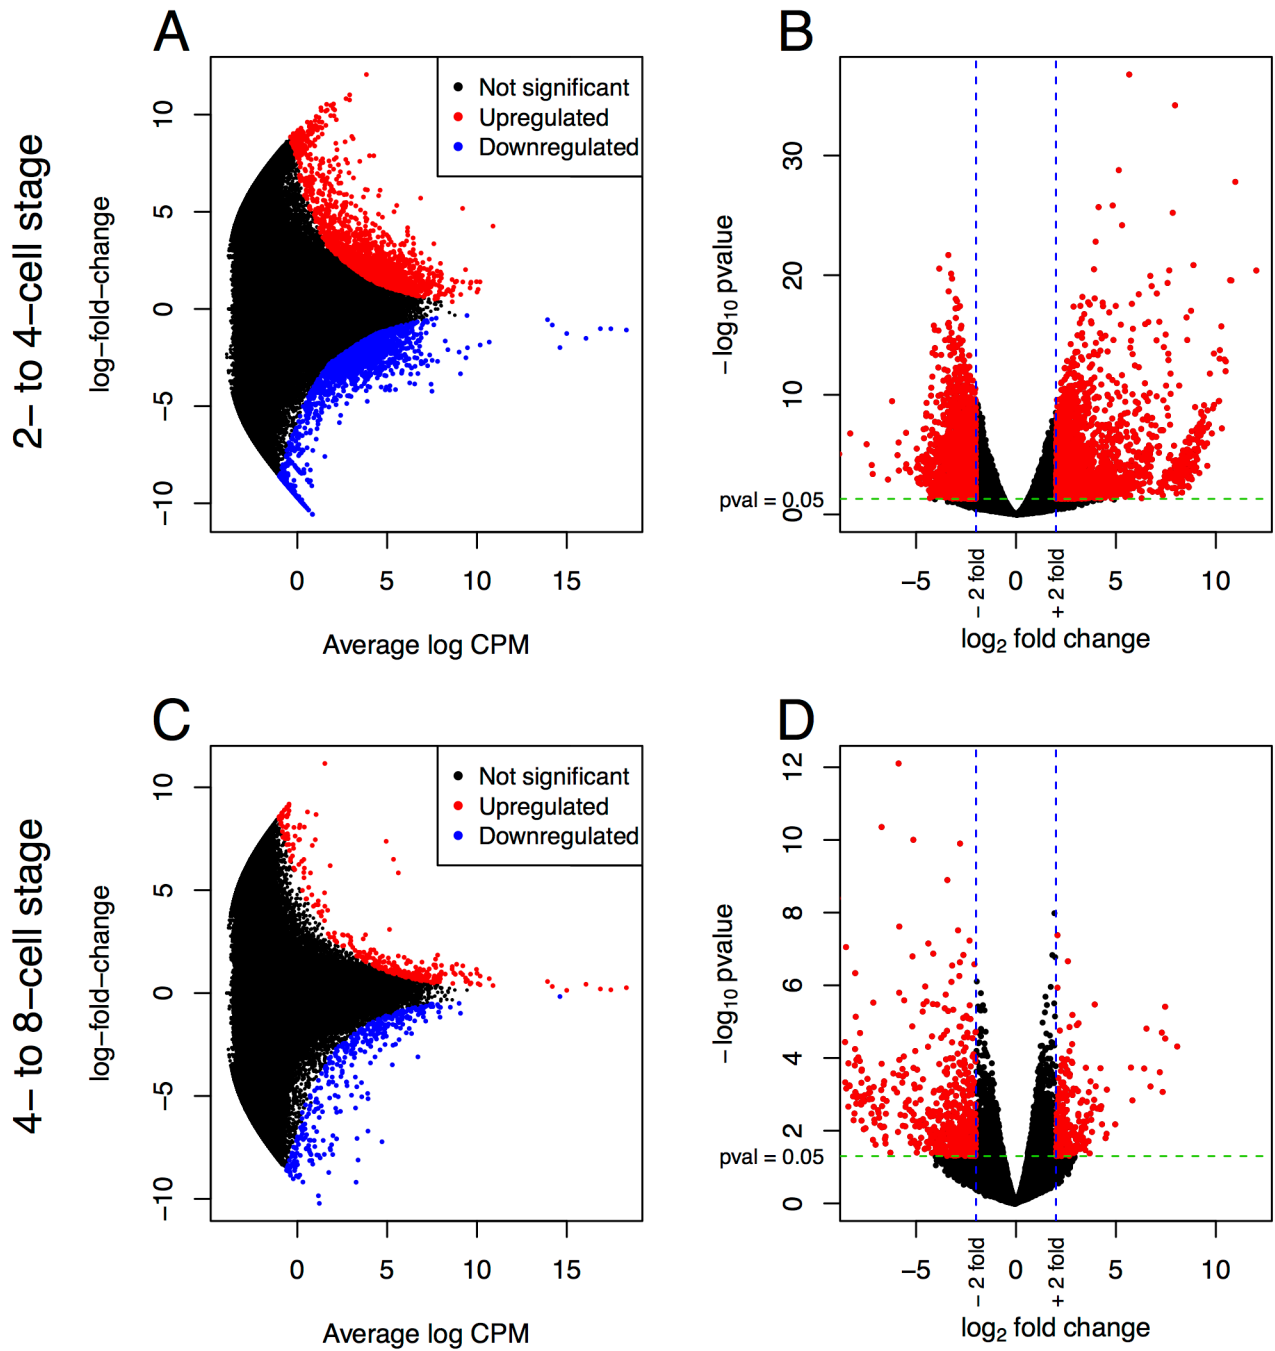 A
2− to 4−cell stage
log−fold−change
10
5
0
−5
−10
Not significant
Upregulated
Downregulated
0 5 10 15
Average log CPM
B
− log10 pvalue
30
20
10
0
pval = 0.05
−5 0 5 10
− 2 fold
+ 2 fold
log2 fold change
C
4− to 8−cell stage
log−fold−change
10
5
0
−5
−10
Not significant
Upregulated
Downregulated
0 5 10 15
Average log CPM
D
− log10 pvalue
12
10
8
6
4
2
0
pval = 0.05
−5 0 5 10
− 2 fold
+ 2 fold
log2 fold change